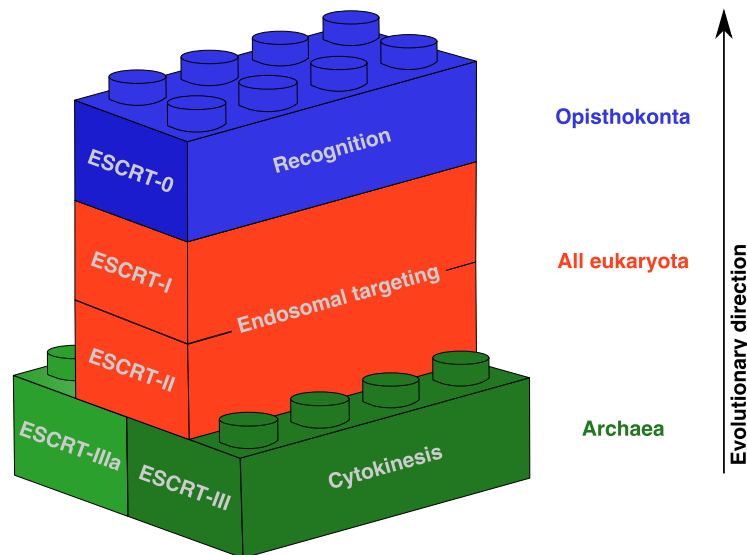 ESCRT-0
Recognition
Opisthokonta
ESCRT-I
All eukaryota
Endosomal targeting
ESCRT-II
ESCRT-IIIa
ESCRT-III
Cytokinesis
Archaea
Evolutionary direction